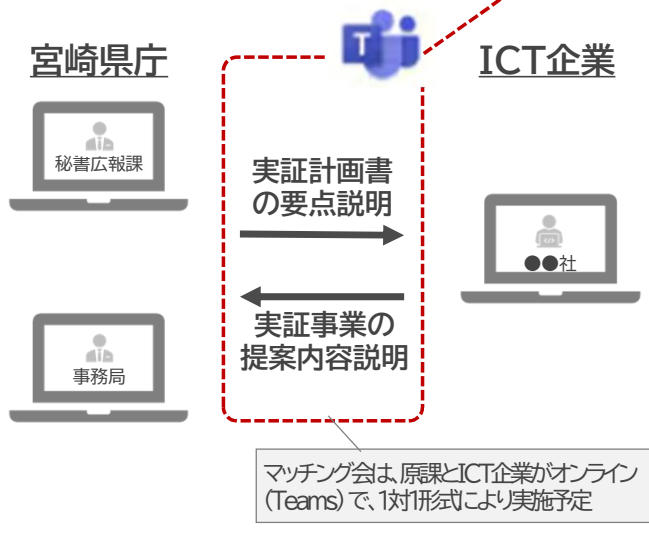 宮崎県庁
ICT企業
T
秘書広報課
実証計画書
の要点説明
●●社
実証事業の
提案内容説明
事務局
マッチング会は、原課とICT企業がオンライン
(Teams)で、1対1形式により実施予定